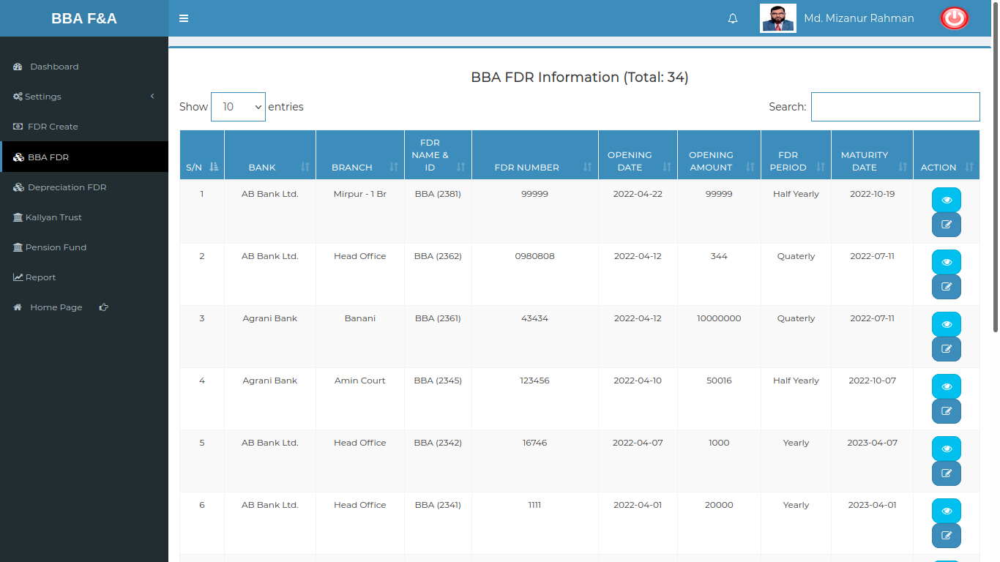 BBA F&A
Md. Mizanur Rahman
Dashboard
Settings
FDR Create
BBA FDR
Depreciation FDR
Kallyan Trust
Pension Fund
Report
Home Page
BBA FDR Information (Total: 34)
Show 10 entries
Search:
S/N BANK BRANCH FDR NAME & ID FDR NUMBER OPENING DATE OPENING AMOUNT FDR PERIOD MATURITY DATE ACTION
1 AB Bank Ltd. Mirpur - 1 Br BBA (2381) 99999 2022-04-22 99999 Half Yearly 2022-10-19
2 AB Bank Ltd. Head Office BBA (2362) 0980808 2022-04-12 344 Quaterly 2022-07-11
3 Agrani Bank Banani BBA (2361) 43434 2022-04-12 10000000 Quaterly 2022-07-11
4 Agrani Bank Amin Court BBA (2345) 123456 2022-04-10 50016 Half Yearly 2022-10-07
5 AB Bank Ltd. Head Office BBA (2342) 16746 2022-04-07 1000 Yearly 2023-04-07
6 AB Bank Ltd. Head Office BBA (2341) 1111 2022-04-01 20000 Yearly 2023-04-01